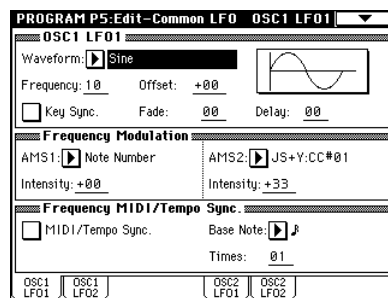 PROGRAM P5:Edit-Common LFO OSC1 LFO1
OSC1 LFO1
Waveform: Sine
Frequency: 10 Offset: +00
Key Sync. Fade: 00 Delay: 00
Frequency Modulation
AMS1: Note Number AMS2: JS+Y:CC#01
Intensity: +00 Intensity: +33
Frequency MIDI/Tempo Sync.
MIDI/Tempo Sync. Base Note: ♪
Times: 01
OSC1 LFO1 OSC1 LFO2 OSC2 LFO1 OSC2 LFO2